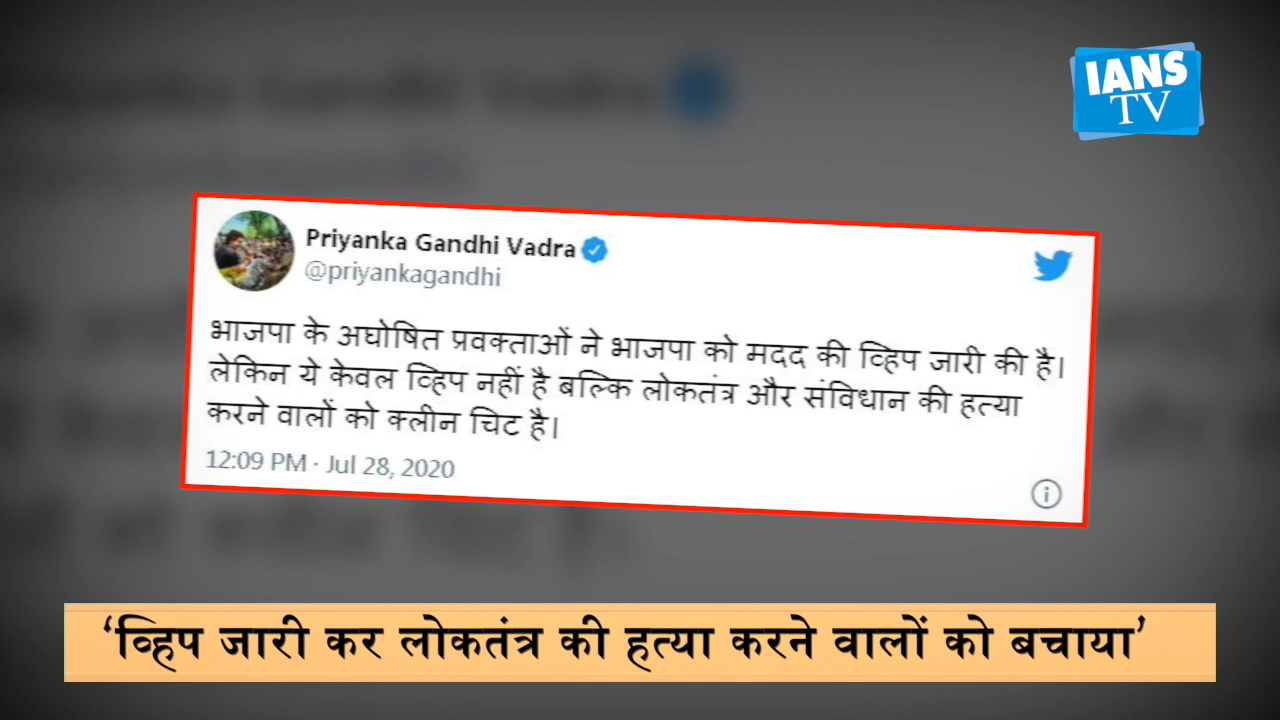 IANS
TV
Priyanka Gandhi Vadra
@priyankagandhi
भाजपा के अघोषित प्रवक्ताओं ने भाजपा को मदद की व्हिप जारी की है।
लेकिन ये केवल व्हिप नहीं है बल्कि लोकतंत्र और संविधान की हत्या
करने वालों को क्लीन चिट है।
12:09 PM · Jul 28, 2020
‘व्हिप जारी कर लोकतंत्र की हत्या करने वालों को बचाया’